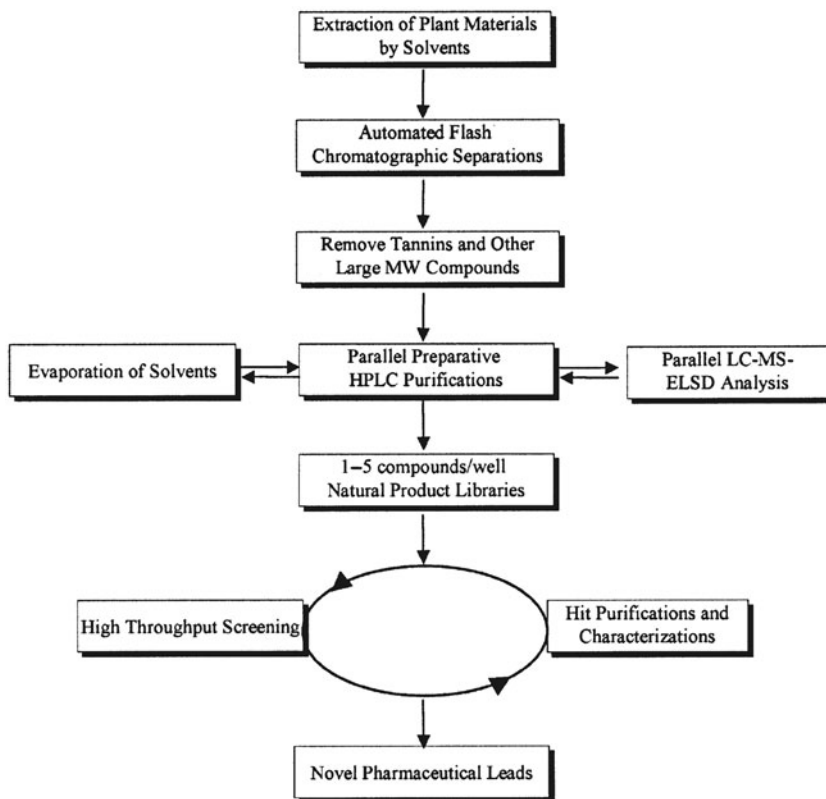 Extraction of Plant Materials
by Solvents
Automated Flash
Chromatographic Separations
Remove Tannins and Other
Large MW Compounds
Evaporation of Solvents
Parallel Preparative
HPLC Purifications
Parallel LC-MS-
ELSD Analysis
1–5 compounds/well
Natural Product Libraries
High Throughput Screening
Hit Purifications and
Characterizations
Novel Pharmaceutical Leads